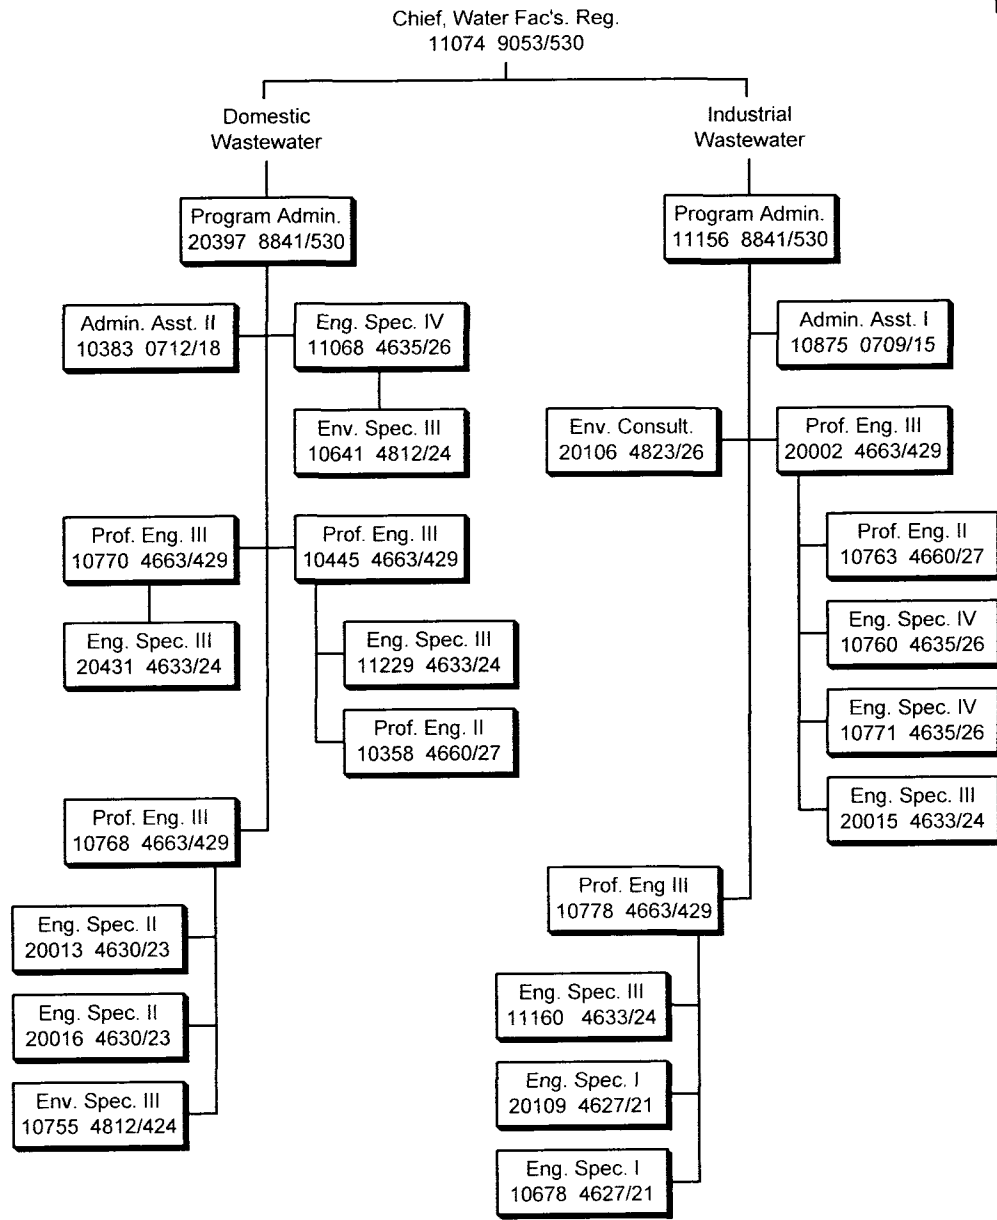 Chief, Water Fac's. Reg.
11074 9053/530
Domestic
Wastewater
Program Admin.
20397 8841/530
Admin. Asst. II
10383 0712/18
Eng. Spec. IV
11068 4635/26
Env. Spec. III
10641 4812/24
Prof. Eng. III
10770 4663/429
Prof. Eng. III
10445 4663/429
Eng. Spec. III
20431 4633/24
Eng. Spec. III
11229 4633/24
Prof. Eng. II
10358 4660/27
Prof. Eng. III
10768 4663/429
Eng. Spec. II
20013 4630/23
Eng. Spec. II
20016 4630/23
Env. Spec. III
10755 4812/424
Industrial
Wastewater
Program Admin.
11156 8841/530
Admin. Asst. I
10875 0709/15
Env. Consult.
20106 4823/26
Prof. Eng. III
20002 4663/429
Prof. Eng. II
10763 4660/27
Eng. Spec. IV
10760 4635/26
Eng. Spec. IV
10771 4635/26
Eng. Spec. III
20015 4633/24
Prof. Eng III
10778 4663/429
Eng. Spec. III
11160 4633/24
Eng. Spec. I
20109 4627/21
Eng. Spec. I
10678 4627/21